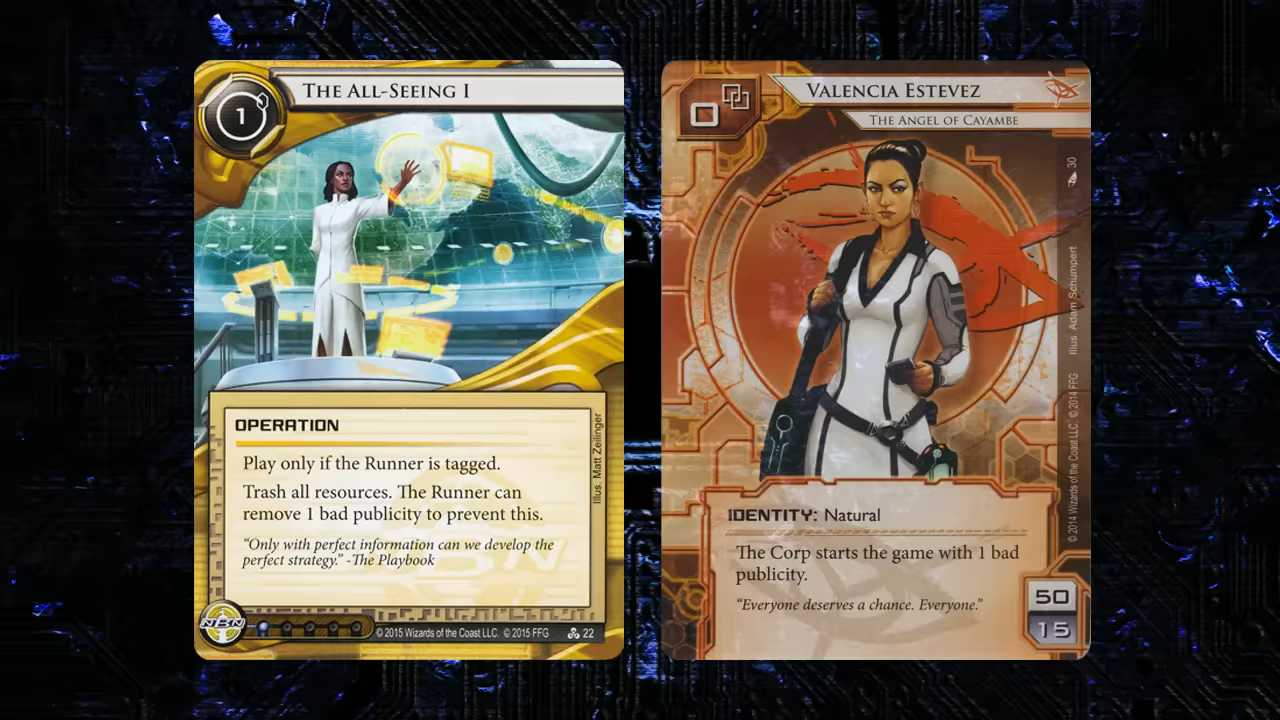 1
THE ALL-SEEING I
OPERATION
Play only if the Runner is tagged.
Trash all resources. The Runner can
remove 1 bad publicity to prevent this.
“Only with perfect information can we develop the
perfect strategy.” -The Playbook
Illus. Matt Zeilinger
NBN
© 2015 Wizards of the Coast LLC. © 2015 FFG
22
0
VALENCIA ESTEVEZ
THE ANGEL OF CAYAMBE
30
Illus. Adam Schumpert
© 2014 Wizards of the Coast LLC. © 2014 FFG
IDENTITY: Natural
The Corp starts the game with 1 bad
publicity.
“Everyone deserves a chance. Everyone.”
50
15